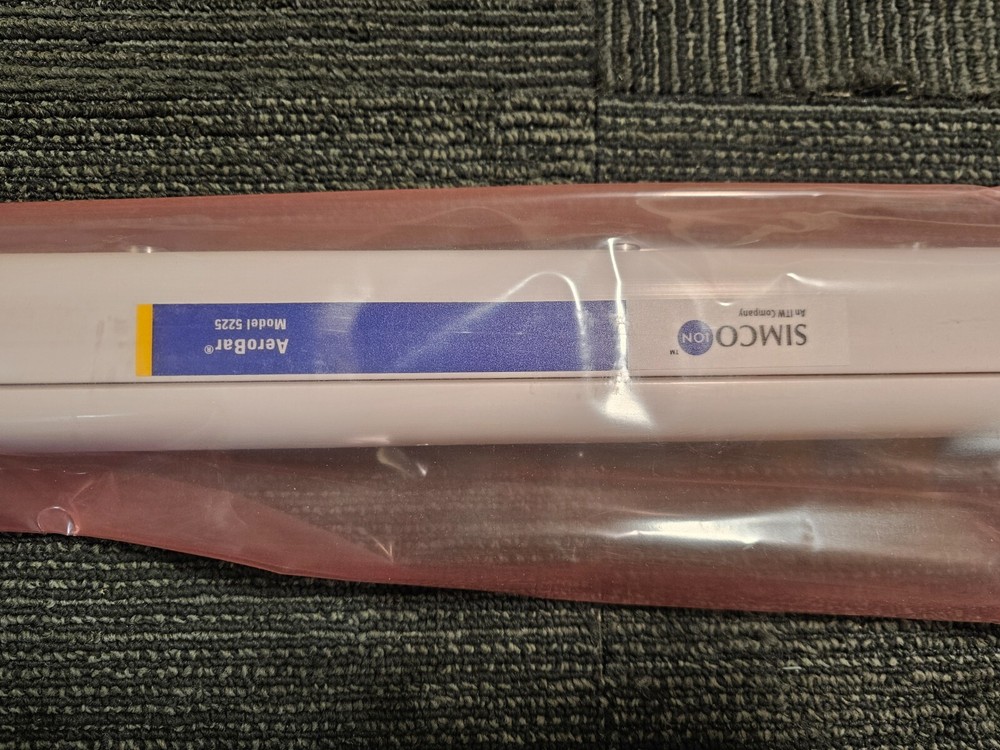 SIMCO ION™
An ITW Company
AeroBar®
Model 5225